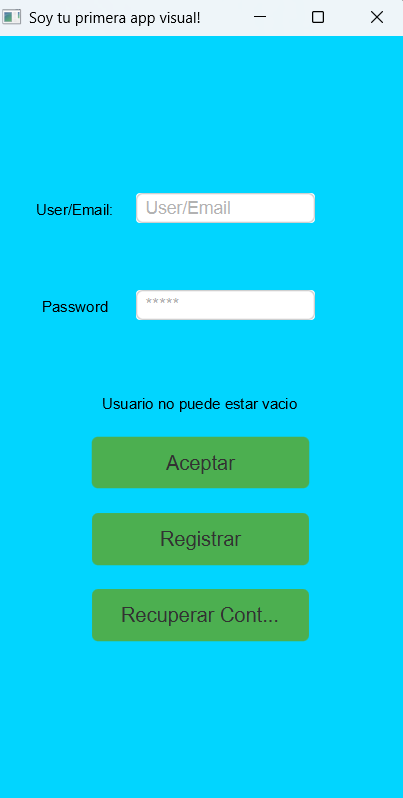 Soy tu primera app visual!
User/Email: User/Email
Password *****
Usuario no puede estar vacio
Aceptar
Registrar
Recuperar Cont...